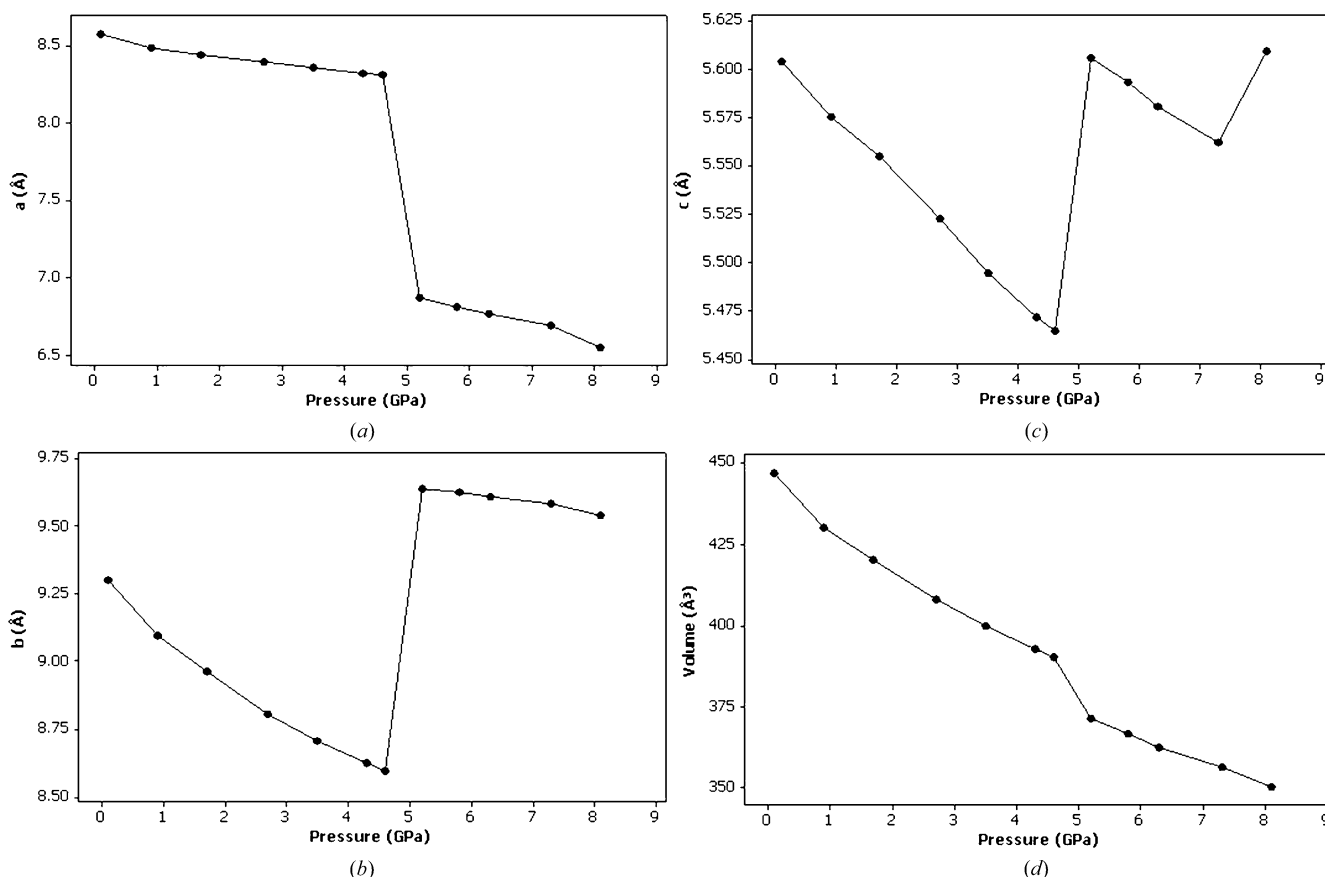 8.5
8.0
7.5
7.0
6.5
a (Å)
0 1 2 3 4 5 6 7 8 9
Pressure (GPa)
(a)
5.625
5.600
5.575
5.550
5.525
5.500
5.475
5.450
c (Å)
0 1 2 3 4 5 6 7 8 9
Pressure (GPa)
(c)
9.75
9.50
9.25
9.00
8.75
8.50
b (Å)
0 1 2 3 4 5 6 7 8 9
Pressure (GPa)
(b)
450
425
400
375
350
Volume (Å³)
0 1 2 3 4 5 6 7 8 9
Pressure (GPa)
(d)